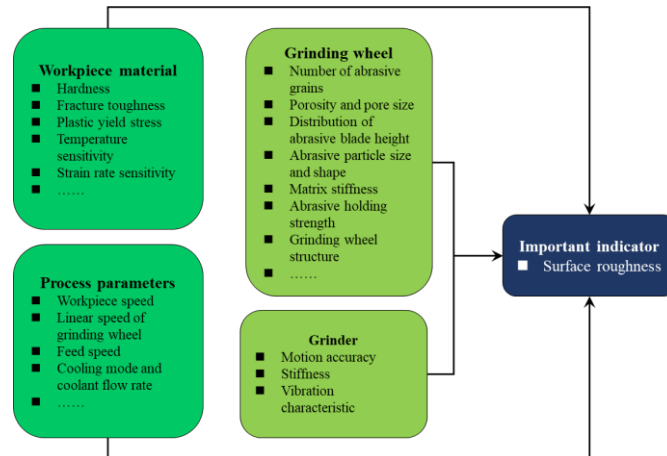 Workpiece material
■ Hardness
■ Fracture toughness
■ Plastic yield stress
■ Temperature
sensitivity
■ Strain rate sensitivity
■ ……
Process parameters
■ Workpiece speed
■ Linear speed of
grinding wheel
■ Feed speed
■ Cooling mode and
coolant flow rate
■ ……
Grinding wheel
■ Number of abrasive
grains
■ Porosity and pore size
■ Distribution of
abrasive blade height
■ Abrasive particle size
and shape
■ Matrix stiffness
■ Abrasive holding
strength
■ Grinding wheel
structure
■ ……
Grinder
■ Motion accuracy
■ Stiffness
■ Vibration
characteristic
Important indicator
■ Surface roughness